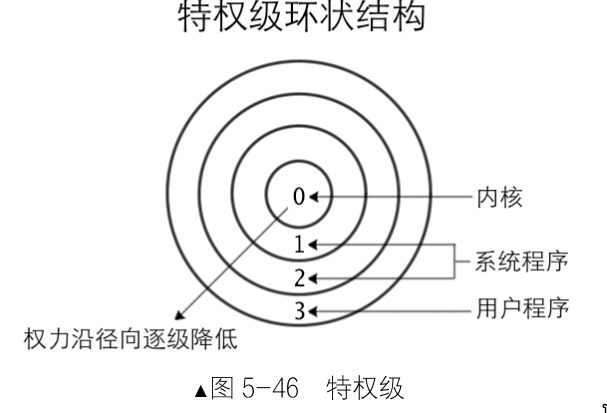 特权级环状结构
0
内核
1
系统程序
2
3
用户程序
权力沿径向逐级降低
▲图 5-46 特权级